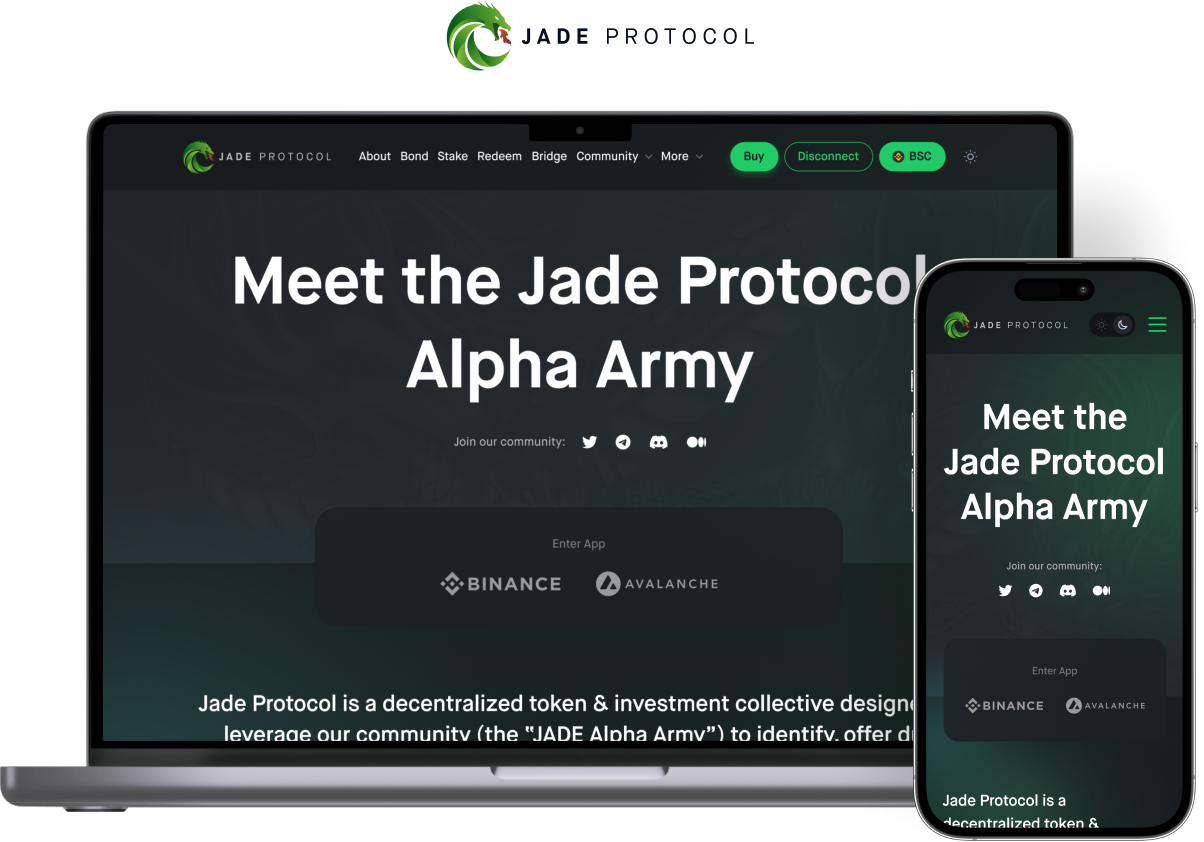 JADE PROTOCOL
JADE PROTOCOL About Bond Stake Redeem Bridge Community More Buy Disconnect BSC
Meet the Jade Protocol
Alpha Army
Join our community:
Enter App
BINANCE AVALANCHE
Jade Protocol is a decentralized token & investment collective
leverage our community (the “JADE Alpha Army”) to identify, offer
JADE PROTOCOL
Meet the
Jade Protocol
Alpha Army
Join our community:
Enter App
BINANCE AVALANCHE
Jade Protocol is a
decentralized token &